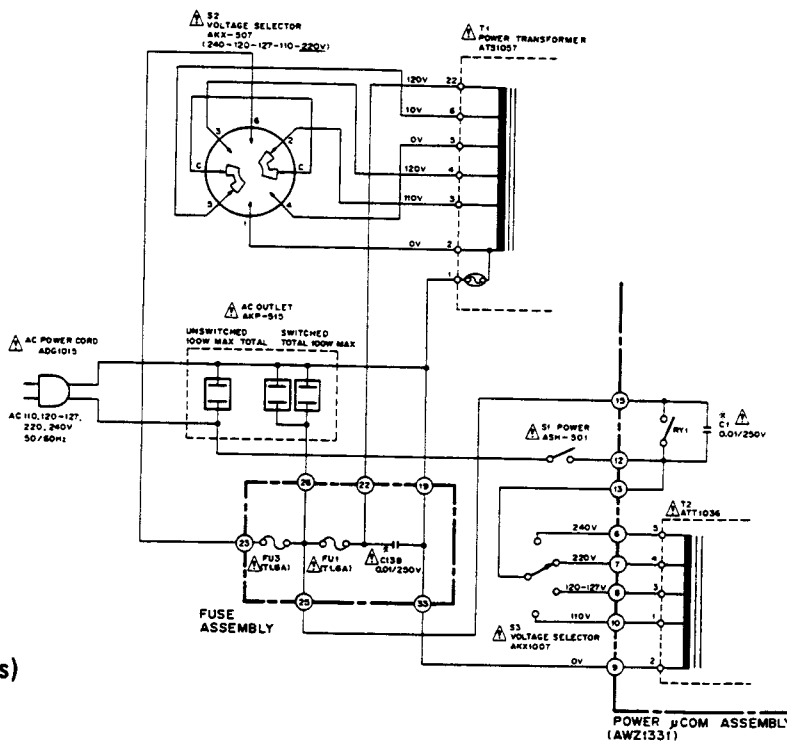 S2
VOLTAGE SELECTOR
AKX-507
(240-120-127-110-220V)
T1
POWER TRANSFORMER
ATS1057
120V 22
10V 6
0V 5
120V 4
110V 3
0V 2
1
6
3
2
C
C
5
4
1
AC OUTLET
AKP-515
UNSWITCHED
100W MAX TOTAL
SWITCHED
TOTAL 100W MAX
AC POWER CORD
ADG1015
AC 110, 120-127,
220, 240V
50/60Hz
15
S1 POWER
ASH-501
RY1
*
C1
0.01/250V
12
13
26
22
19
23
FU3
(T1.6A)
FU1
(T1.6A)
*
C138
0.01/250V
25
33
FUSE
ASSEMBLY
T2
ATT1036
240V 6 5
220V 7 4
120-127V 8 3
110V 10 1
0V 9 2
S3
VOLTAGE SELECTOR
AKX1007
s)
POWER μCOM ASSEMBLY
(AWZ1331)